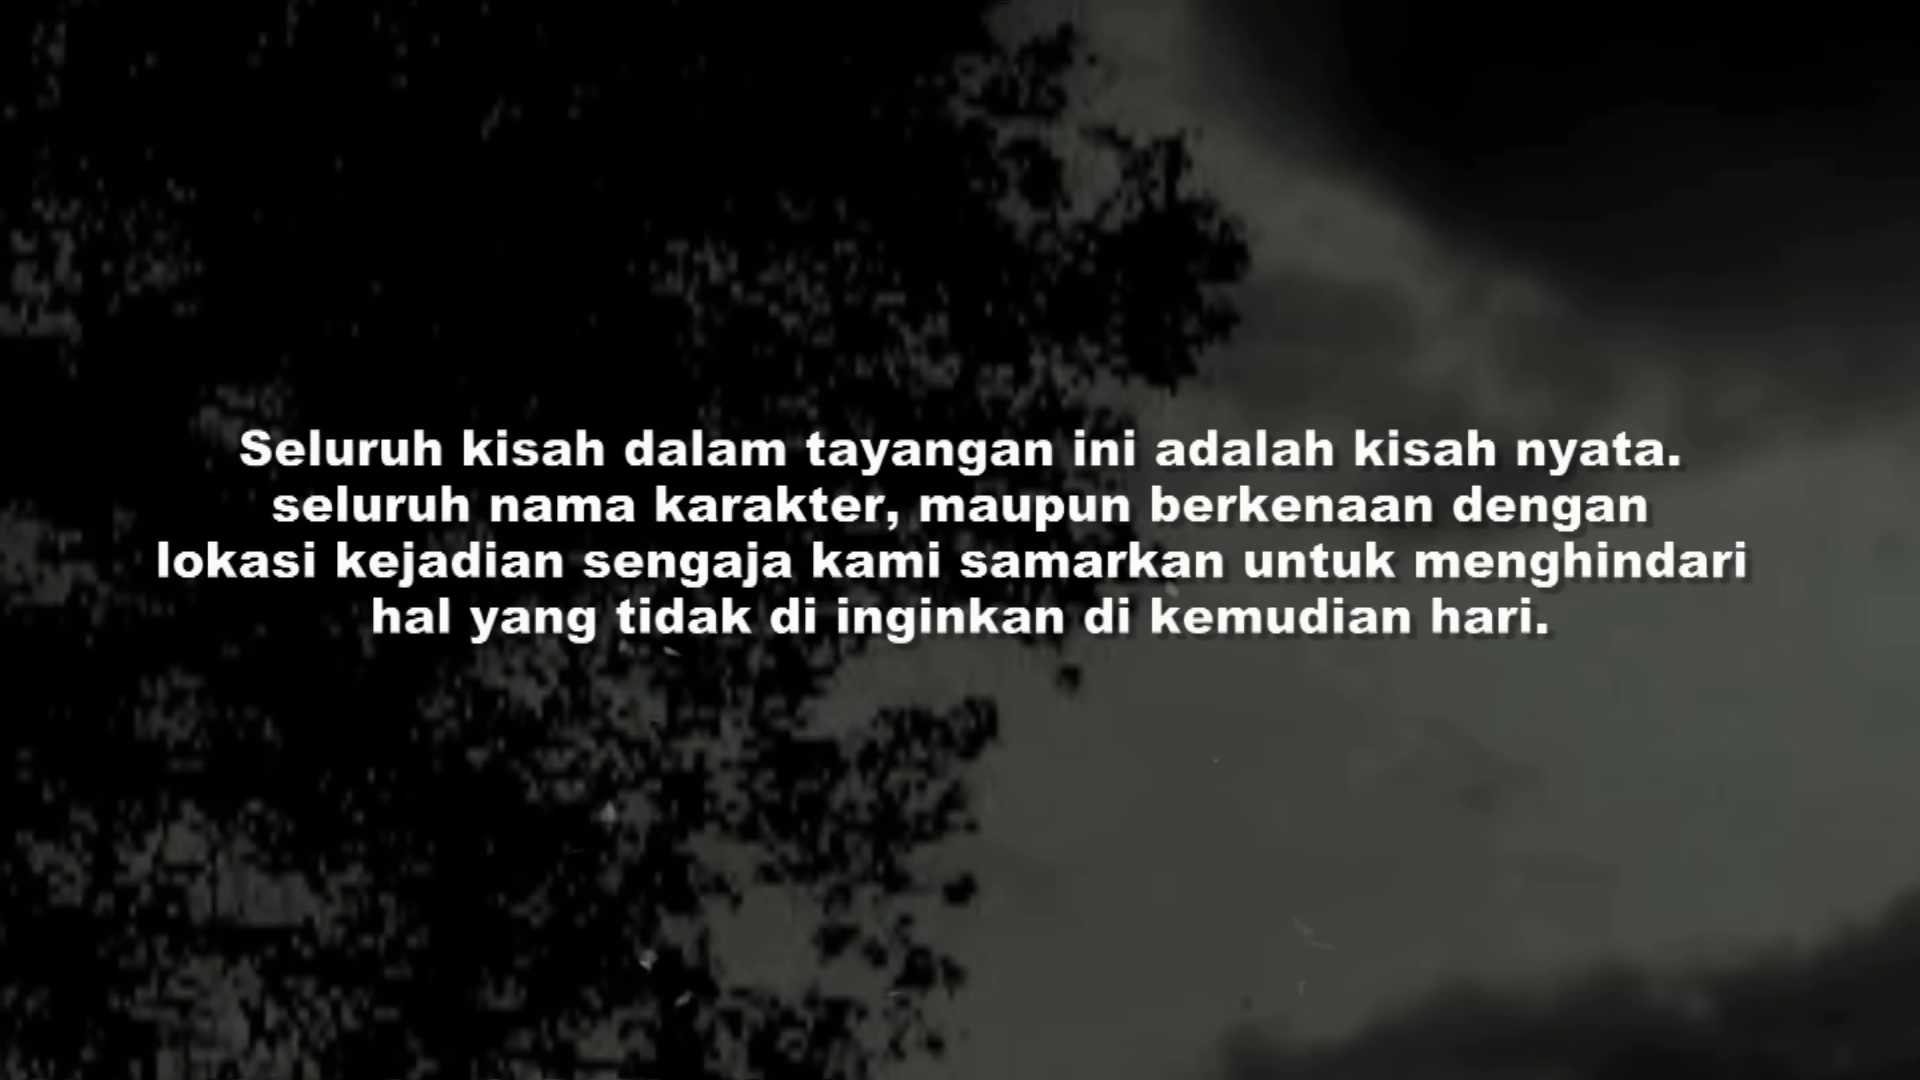 Seluruh kisah dalam tayangan ini adalah kisah nyata.
seluruh nama karakter, maupun berkenaan dengan
lokasi kejadian sengaja kami samarkan untuk menghindari
hal yang tidak di inginkan di kemudian hari.